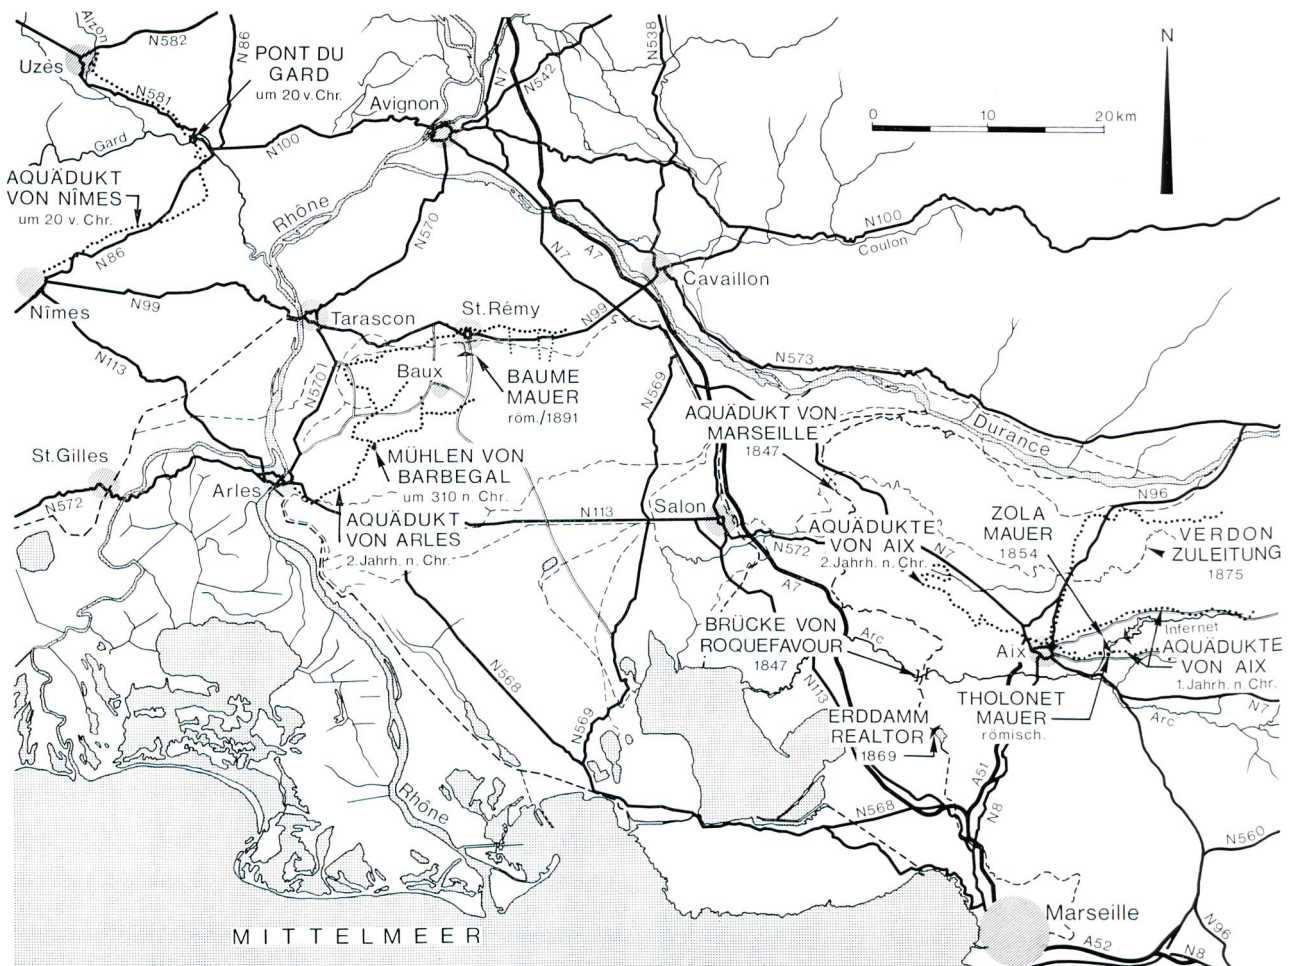 Alzon
N582
N86
Uzès
PONT DU
GARD
um 20 v. Chr.
N581
Avignon
N7
N542
N538
N
0 10 20 km
Gard
N100
AQUÄDUKT
VON NÎMES
um 20 v. Chr.
Rhône
N570
N7
A7
N100
Coulon
N86
Nîmes
N99
Cavaillon
Tarascon
St. Rémy
N99
N113
N570
Baux
BAUME
MAUER
röm./1891
N569
N573
AQUÄDUKT VON
MARSEILLE
1847
Durance
St. Gilles
N572
Arles
MÜHLEN VON
BARBEGAL
um 310 n. Chr.
AQUÄDUKT
VON ARLES
2. Jahrh. n. Chr.
N113
Salon
N572
A7
AQUÄDUKTE
VON AIX
2. Jahrh. n. Chr.
N7
ZOLA
MAUER
1854
N96
VERDON
ZULEITUNG
1875
BRÜCKE VON
ROQUEFAVOUR
1847
Arc
Aix
Infernet
AQUÄDUKTE
VON AIX
1. Jahrh. n. Chr.
N568
N569
N113
ERDDAMM
REALTOR
1869
THOLONET
MAUER
römisch.
N7
Arc
A51
N8
Rhône
N568
N560
MITTELMEER
Marseille
A52
N96
N8